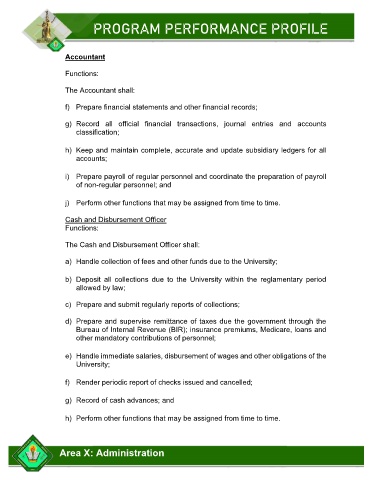 PROGRAM PERFORMANCE PROFILE
Accountant
Functions:
The Accountant shall:
f) Prepare financial statements and other financial records;
g) Record all official financial transactions, journal entries and accounts
classification;
h) Keep and maintain complete, accurate and update subsidiary ledgers for all
accounts;
i) Prepare payroll of regular personnel and coordinate the preparation of payroll
of non-regular personnel; and
j) Perform other functions that may be assigned from time to time.
Cash and Disbursement Officer
Functions:
The Cash and Disbursement Officer shall:
a) Handle collection of fees and other funds due to the University;
b) Deposit all collections due to the University within the reglamentary period
allowed by law;
c) Prepare and submit regularly reports of collections;
d) Prepare and supervise remittance of taxes due the government through the
Bureau of Internal Revenue (BIR); insurance premiums, Medicare, loans and
other mandatory contributions of personnel;
e) Handle immediate salaries, disbursement of wages and other obligations of the
University;
f) Render periodic report of checks issued and cancelled;
g) Record of cash advances; and
h) Perform other functions that may be assigned from time to time.
Area X: Administration